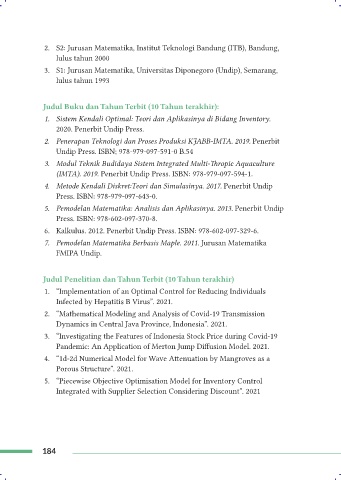 2. S2: Jurusan Matematika, Institut Teknologi Bandung (ITB), Bandung,
lulus tahun 2000
3. S1: Jurusan Matematika, Universitas Diponegoro (Undip), Semarang,
lulus tahun 1993
Judul Buku dan Tahun Terbit (10 Tahun terakhir):
1. Sistem Kendali Optimal: Teori dan Aplikasinya di Bidang Inventory.
2020. Penerbit Undip Press.
2. Penerapan Teknologi dan Proses Produksi KJABB-IMTA. 2019. Penerbit
Undip Press. ISBN: 978-979-097-591-0 B.54
3. Modul Teknik Budidaya Sistem Integrated Multi-Thropic Aquaculture
(IMTA). 2019. Penerbit Undip Press. ISBN: 978-979-097-594-1.
4. Metode Kendali Diskret:Teori dan Simulasinya. 2017. Penerbit Undip
Press. ISBN: 978-979-097-643-0.
5. Pemodelan Matematika: Analisis dan Aplikasinya. 2013. Penerbit Undip
Press. ISBN: 978-602-097-370-8.
6. Kalkulus. 2012. Penerbit Undip Press. ISBN: 978-602-097-329-6.
7. Pemodelan Matematika Berbasis Maple. 2011. Jurusan Matematika
FMIPA Undip.
Judul Penelitian dan Tahun Terbit (10 Tahun terakhir)
1. "Implementation of an Optimal Control for Reducing Individuals
Infected by Hepatitis B Virus". 2021.
2. "Mathematical Modeling and Analysis of Covid-19 Transmission
Dynamics in Central Java Province, Indonesia". 2021.
3. "Investigating the Features of Indonesia Stock Price during Covid-19
Pandemic: An Application of Merton Jump Diffusion Model. 2021.
4. "1d-2d Numerical Model for Wave Attenuation by Mangroves as a
Porous Structure". 2021.
5. "Piecewise Objective Optimisation Model for Inventory Control
Integrated with Supplier Selection Considering Discount". 2021
184